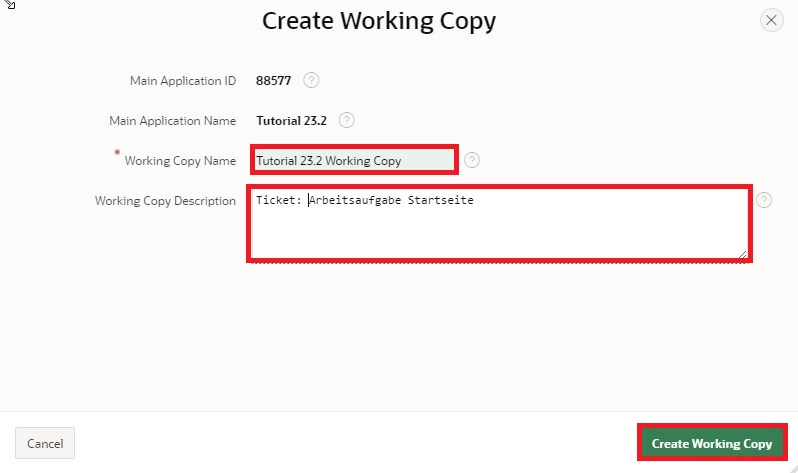 Create Working Copy
Main Application ID 88577 ?
Main Application Name Tutorial 23.2 ?
* Working Copy Name Tutorial 23.2 Working Copy ?
Working Copy Description Ticket: Arbeitsaufgabe Startseite ?
Cancel Create Working Copy